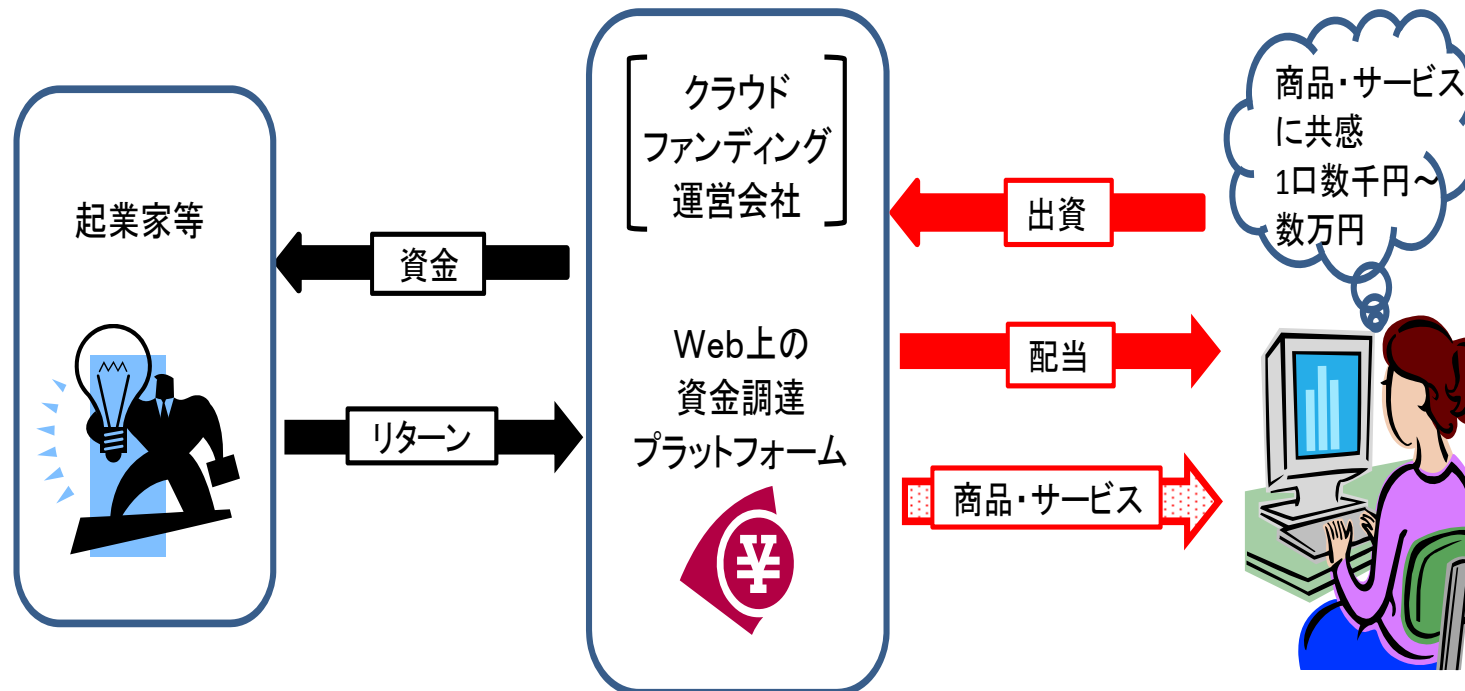 起業家等
資金
リターン
クラウド
ファンディング
運営会社
Web上の
資金調達
プラットフォーム
¥
出資
配当
商品・サービス
商品・サービス
に共感
1口数千円～
数万円